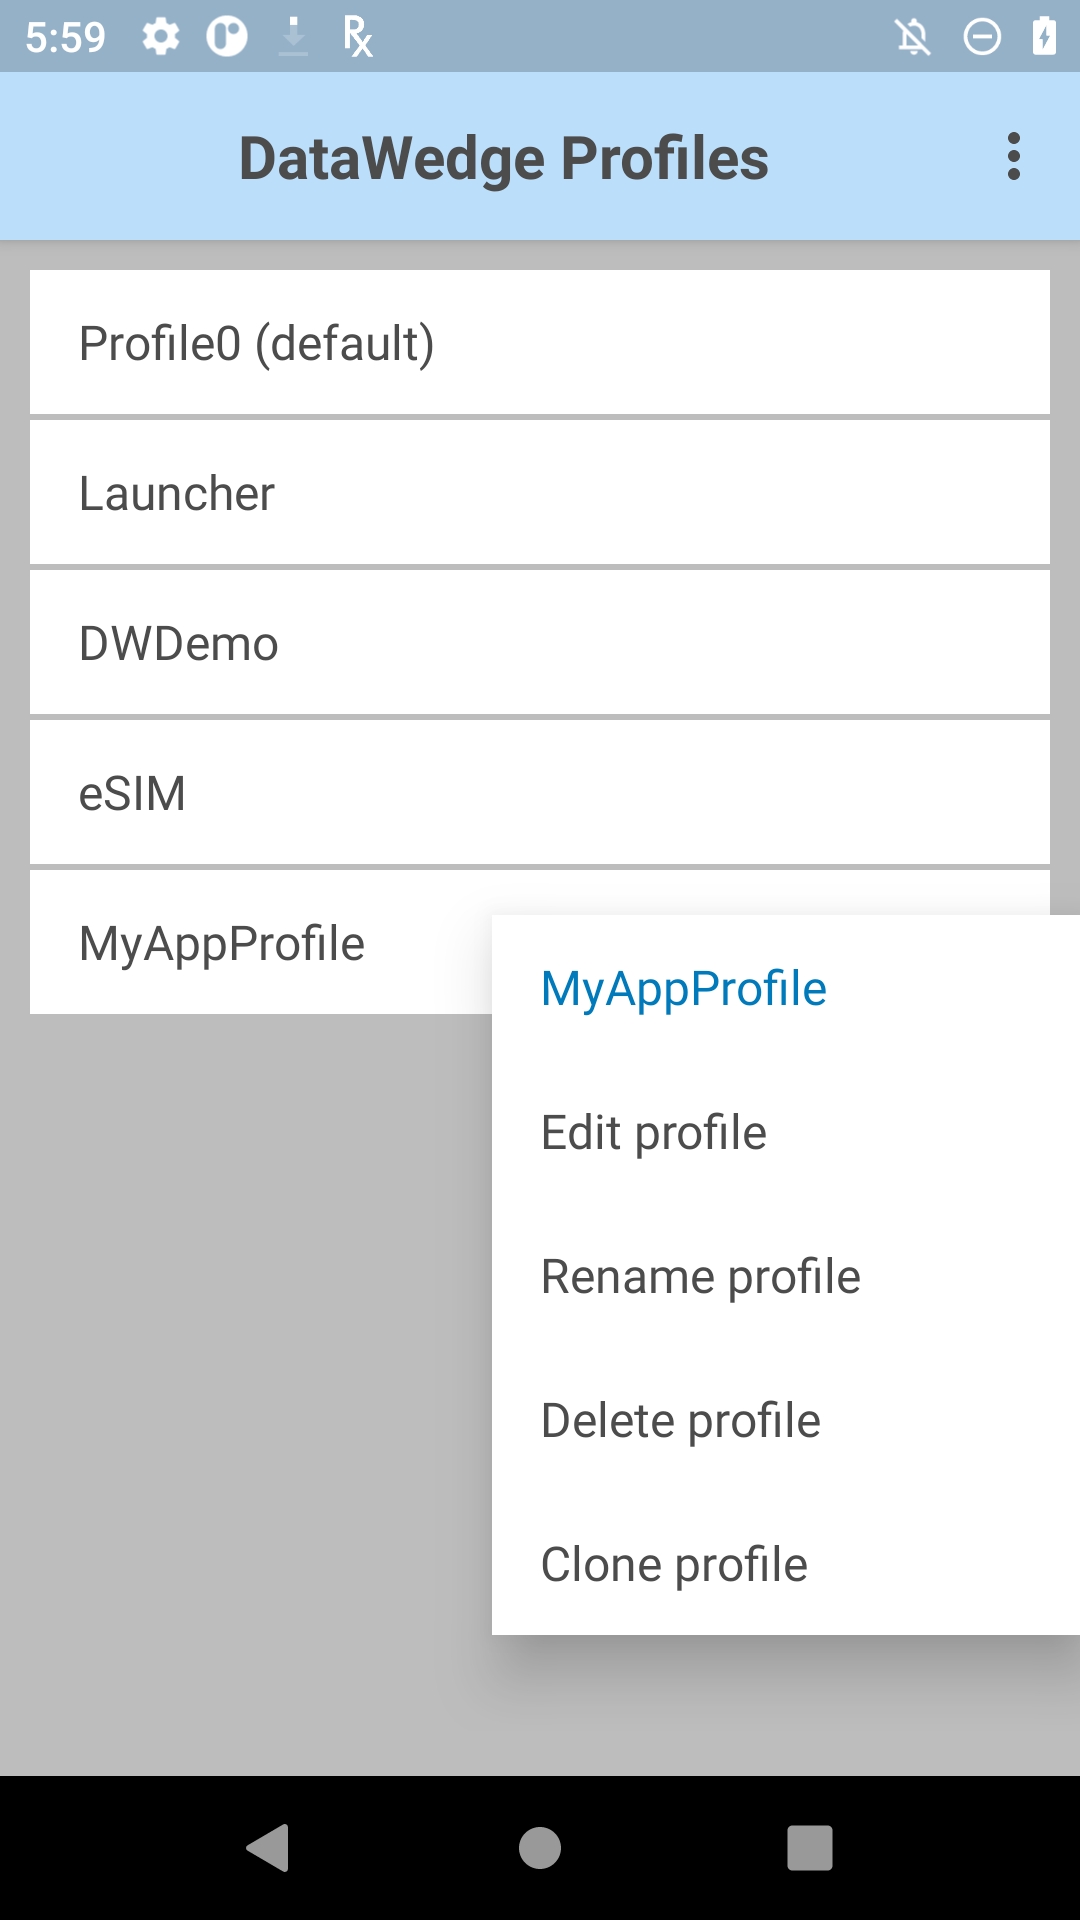 5:59
DataWedge Profiles
Profile0 (default)
Launcher
DWDemo
eSIM
MyAppProfile
MyAppProfile
Edit profile
Rename profile
Delete profile
Clone profile